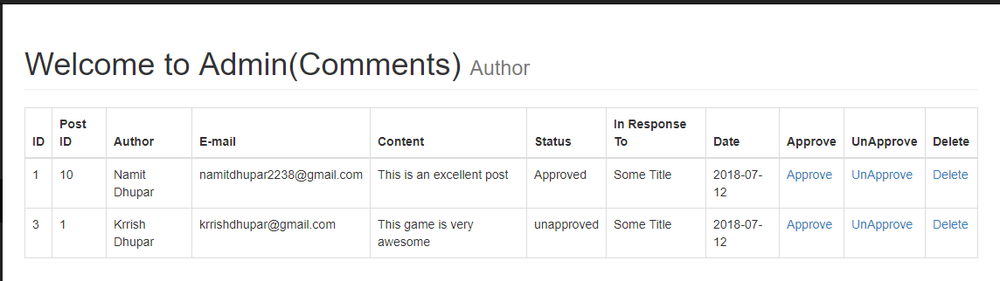 Welcome to Admin(Comments) Author
ID Post ID Author E-mail Content Status In Response To Date Approve UnApprove Delete
1 10 Namit Dhupar namitdhupar2238@gmail.com This is an excellent post Approved Some Title 2018-07-12 Approve UnApprove Delete
3 1 Krrish Dhupar krrishdhupar@gmail.com This game is very awesome unapproved Some Title 2018-07-12 Approve UnApprove Delete